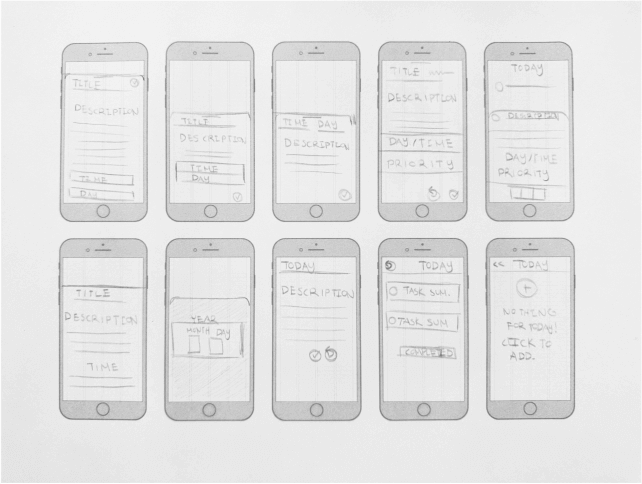 TITLE
DESCRIPTION
TIME
DAY
TITLE
DESCRIPTION
TIME
DAY
TIME DAY
DESCRIPTION
TITLE
DESCRIPTION
DAY/TIME
PRIORITY
TODAY
DESCRIPTION
DAY/TIME
PRIORITY
TITLE
DESCRIPTION
TIME
YEAR
MONTH DAY
TODAY
DESCRIPTION
TODAY
TASK SUM.
TASK SUM
COMPLETED
<< TODAY
+
NOTHING
FOR TODAY!
CLICK TO
ADD.